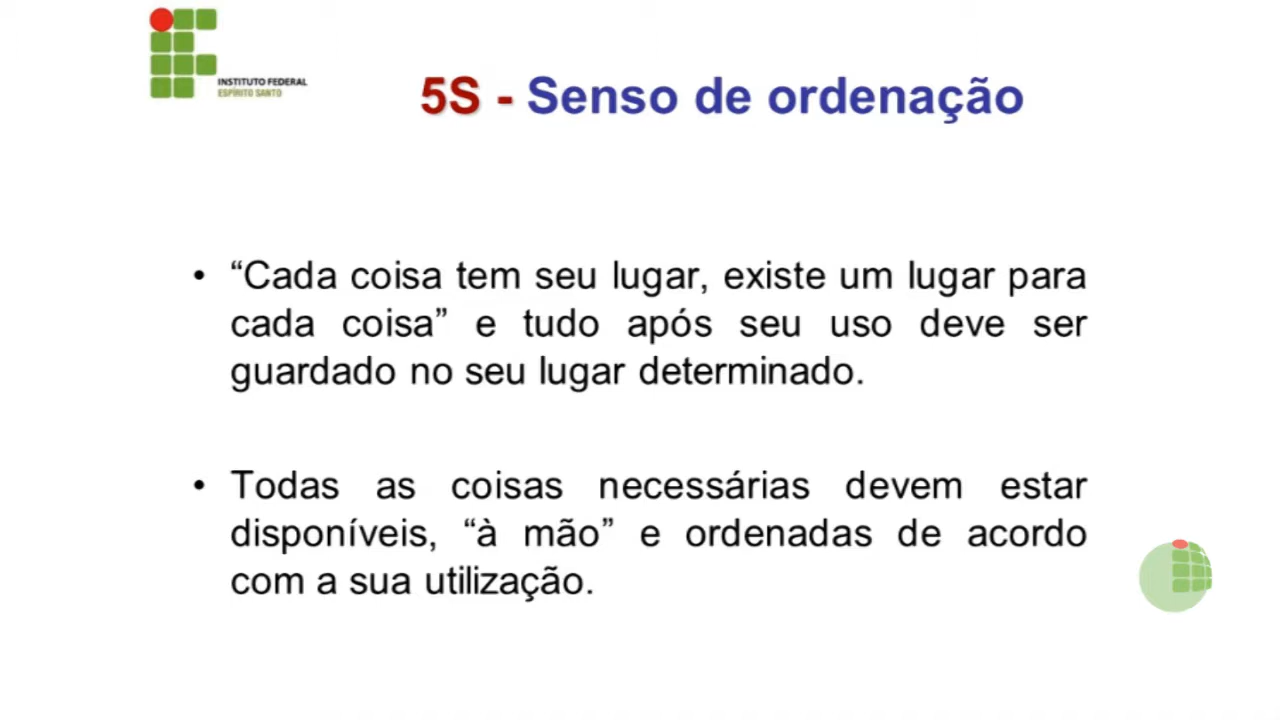 INSTITUTO FEDERAL
ESPÍRITO SANTO
5S - Senso de ordenação
• “Cada coisa tem seu lugar, existe um lugar para
cada coisa” e tudo após seu uso deve ser
guardado no seu lugar determinado.
• Todas as coisas necessárias devem estar
disponíveis, “à mão” e ordenadas de acordo
com a sua utilização.